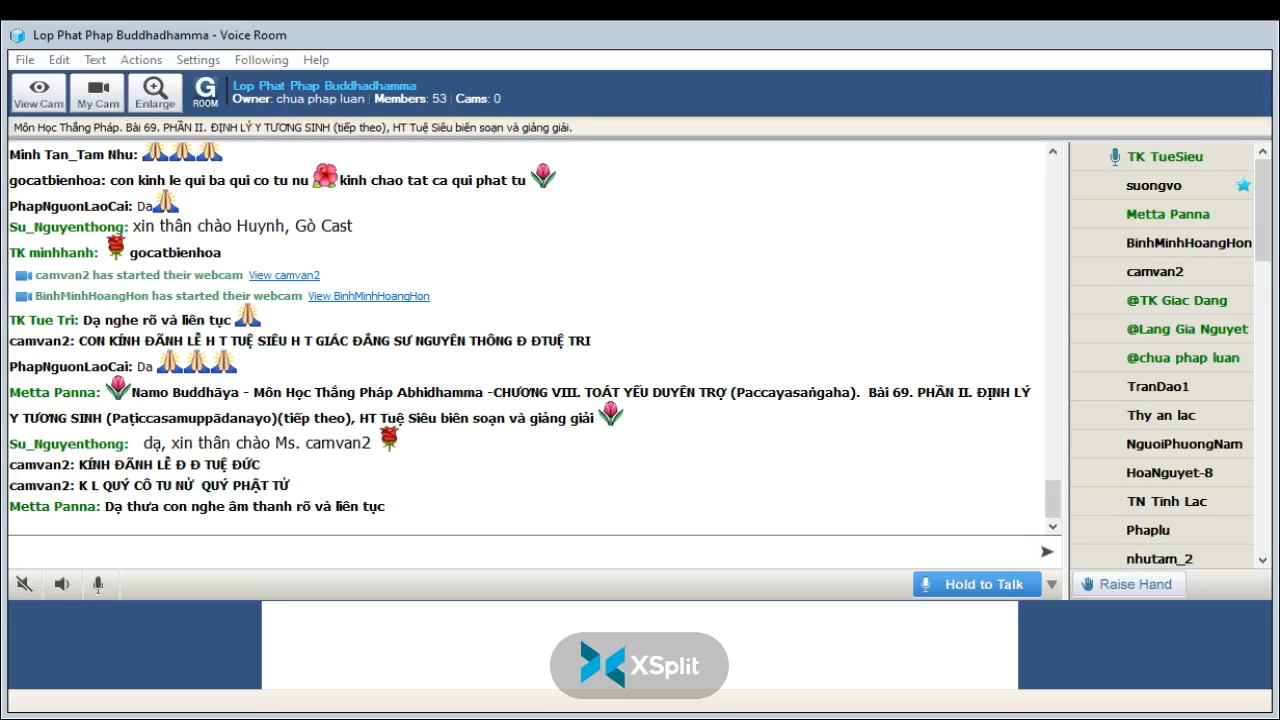 Lop Phat Phap Buddhadhamma - Voice Room
File Edit Text Actions Settings Following Help
View Cam My Cam Enlarge G ROOM
Lop Phat Phap Buddhadhamma
Owner: chua phap luan | Members: 53 | Cams: 0
Môn Học Thắng Pháp. Bài 69. PHẦN II. ĐỊNH LÝ Y TƯƠNG SINH (tiếp theo), HT Tuệ Siêu biên soạn và giảng giải.
Minh Tan_Tam Nhu:
gocatbienhoa: con kinh le qui ba qui co tu nu kinh chao tat ca qui phat tu
PhapNguonLaoCai: Da
Su_Nguyenthong: xin thân chào Huynh, Gò Cast
TK minhhanh: gocatbienhoa
camvan2 has started their webcam View camvan2
BinhMinhHoangHon has started their webcam View BinhMinhHoangHon
TK Tue Tri: Dạ nghe rõ và liên tục
camvan2: CON KÍNH ĐÃNH LỄ H T TUỆ SIÊU H T GIÁC ĐẲNG SƯ NGUYÊN THÔNG Đ ĐTUỆ TRI
PhapNguonLaoCai: Da
Metta Panna: Namo Buddhāya - Môn Học Thắng Pháp Abhidhamma -CHƯƠNG VIII. TOÁT YẾU DUYÊN TRỢ (Paccayasaṅgaha). Bài 69. PHẦN II. ĐỊNH LÝ
Y TƯƠNG SINH (Paṭiccasamuppādanayo)(tiếp theo), HT Tuệ Siêu biên soạn và giảng giải
Su_Nguyenthong: dạ, xin thân chào Ms. camvan2
camvan2: KÍNH ĐÃNH LỄ Đ Đ TUỆ ĐỨC
camvan2: K L QUÝ CÔ TU NỬ QUÝ PHẬT TỬ
Metta Panna: Dạ thưa con nghe âm thanh rõ và liên tục
TK TueSieu
suongvo
Metta Panna
BinhMinhHoangHon
camvan2
@TK Giac Dang
@Lang Gia Nguyet
@chua phap luan
TranDao1
Thy an lac
NguoiPhuongNam
HoaNguyet-8
TN Tinh Lac
Phaplu
nhutam_2
Hold to Talk
Raise Hand
XSplit